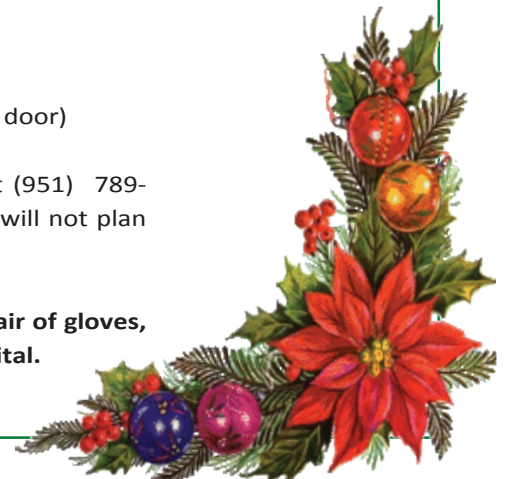 door)
t (951) 789-
will not plan
air of gloves,
ital.